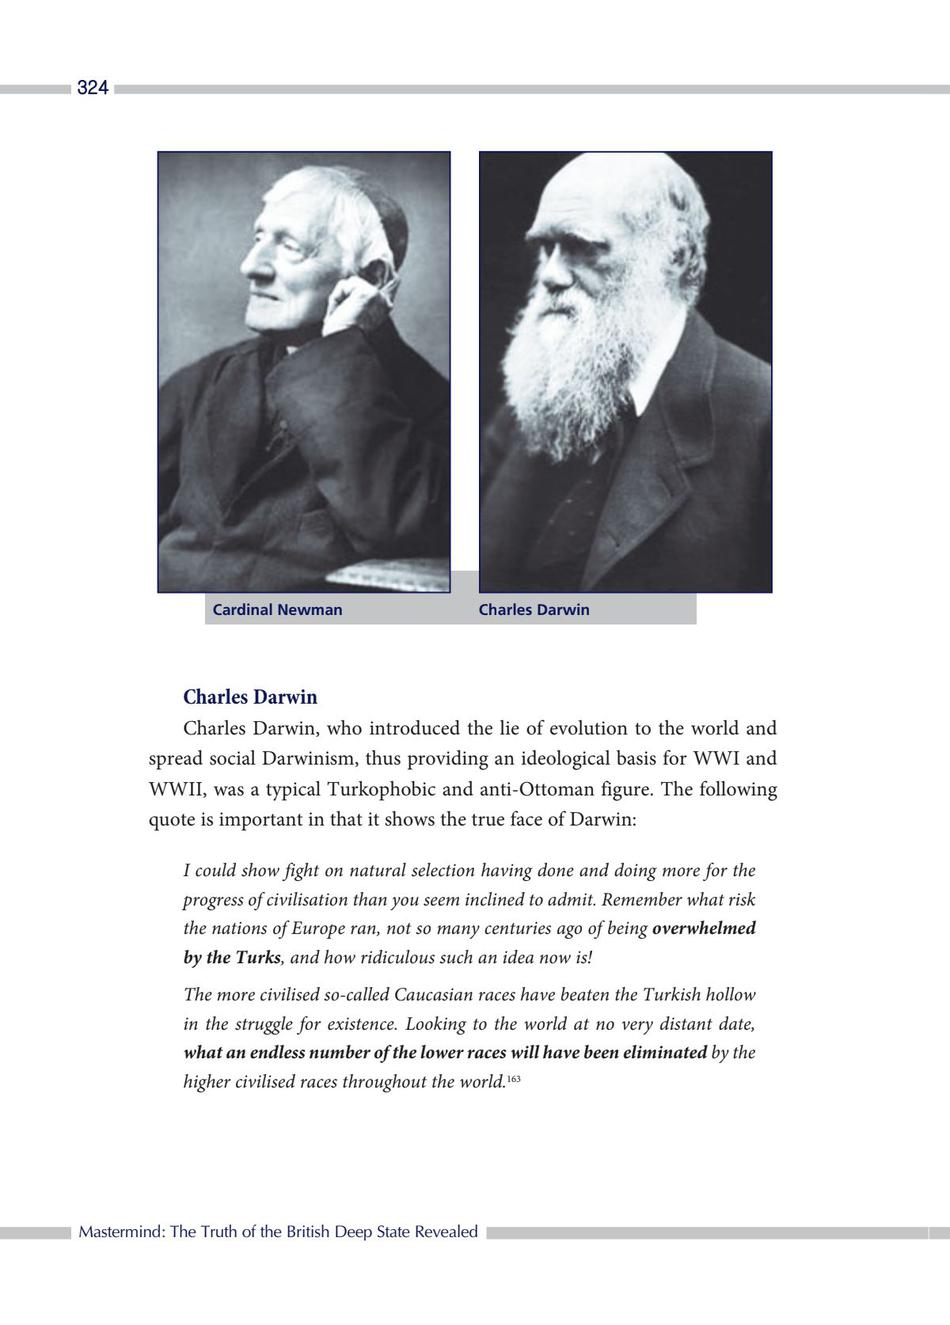 324
Cardinal Newman
Charles Darwin
Charles Darwin
Charles Darwin, who introduced the lie of evolution to the world and
spread social Darwinism, thus providing an ideological basis for WWI and
WWII, was a typical Turkophobic and anti-Ottoman figure. The following
quote is important in that it shows the true face of Darwin:
I could show fight on natural selection having done and doing more for the
progress of civilisation than you seem inclined to admit. Remember what risk
the nations of Europe ran, not so many centuries ago of being overwhelmed
by the Turks, and how ridiculous such an idea now is!
The more civilised so-called Caucasian races have beaten the Turkish hollow
in the struggle for existence. Looking to the world at no very distant date,
what an endless number of the lower races will have been eliminated by the
higher civilised races throughout the world.163
Mastermind: The Truth of the British Deep State Revealed